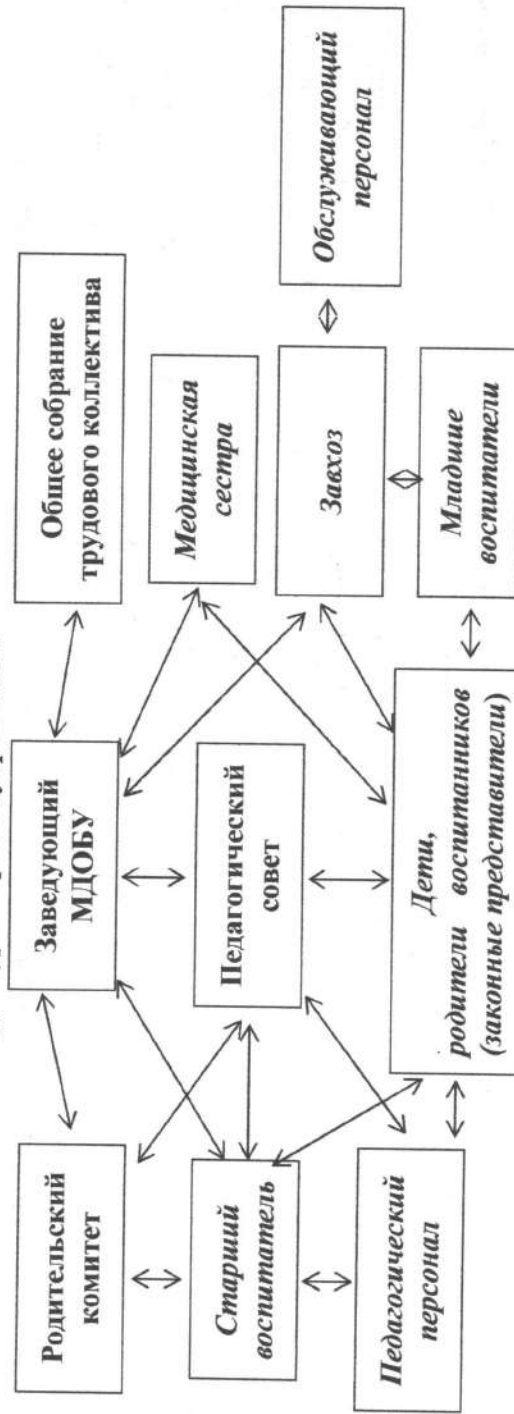 Родительский
комитет
Заведующий
МДОБУ
Общее собрание
трудового коллектива
Старший
воспитатель
Педагогический
совет
Медицинская
сестра
Завхоз
Обслуживающий
персонал
Педагогический
персонал
Дети,
родители воспитанников
(законные представители)
Младшие
воспитатели